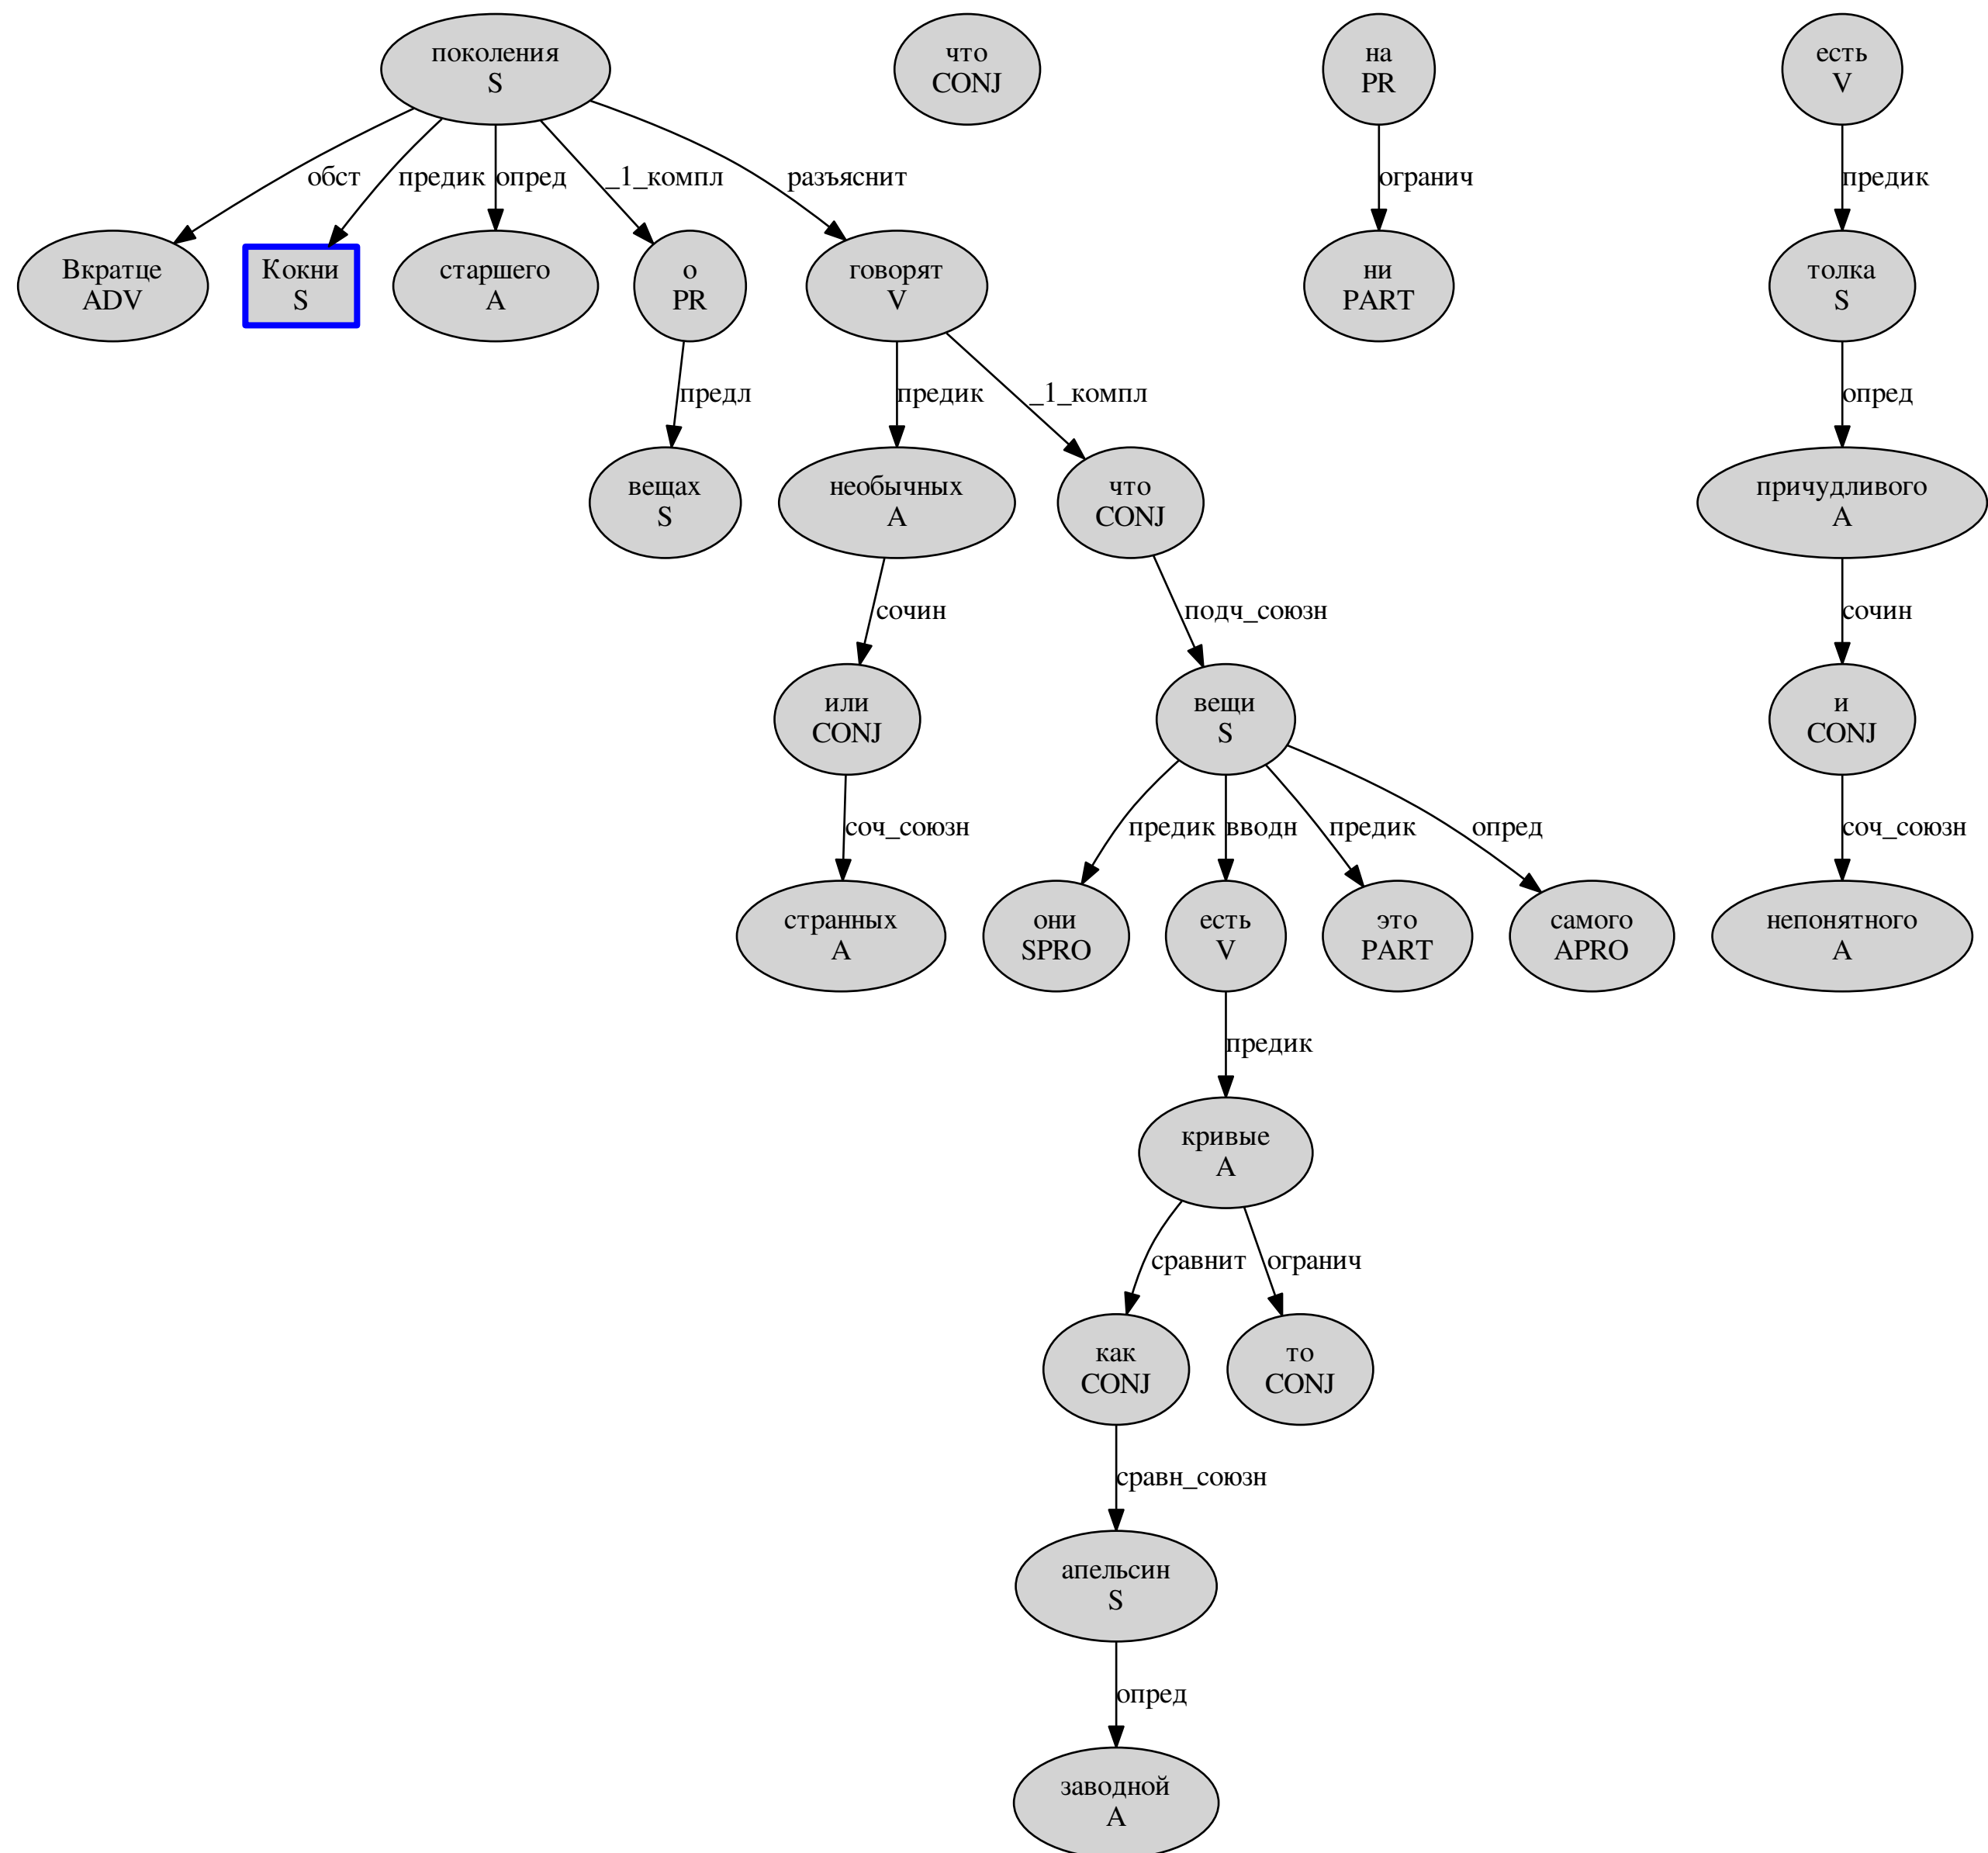 поколения
S
что
CONJ
на
PR
есть
V
обст
предик
опред
_1_компл
разъяснит
огранич
предик
Вкратце
ADV
Кокни
S
старшего
A
о
PR
говорят
V
ни
PART
толка
S
предл
предик
_1_компл
опред
вещах
S
необычных
A
что
CONJ
причудливого
A
сочин
подч_союзн
сочин
или
CONJ
вещи
S
и
CONJ
соч_союзн
предик
вводн
предик
опред
соч_союзн
странных
A
они
SPRO
есть
V
это
PART
самого
APRO
непонятного
A
предик
кривые
A
сравнит
огранич
как
CONJ
то
CONJ
сравн_союзн
апельсин
S
опред
заводной
A